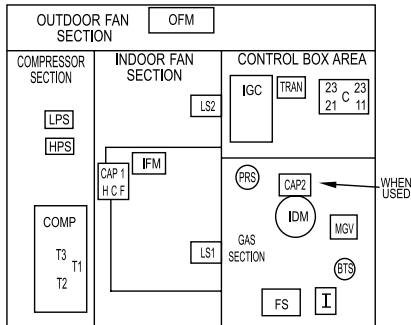 OUTDOOR FAN
SECTION
OFM
COMPRESSOR
SECTION
LPS
HPS
COMP
T3
T1
T2
INDOOR FAN
SECTION
LS2
CAP 1
H C F
IFM
LS1
CONTROL BOX AREA
IGC
TRAN
23 C 23
21 11
PRS
CAP2
WHEN
USED
IDM
MGV
GAS
SECTION
BTS
FS
I